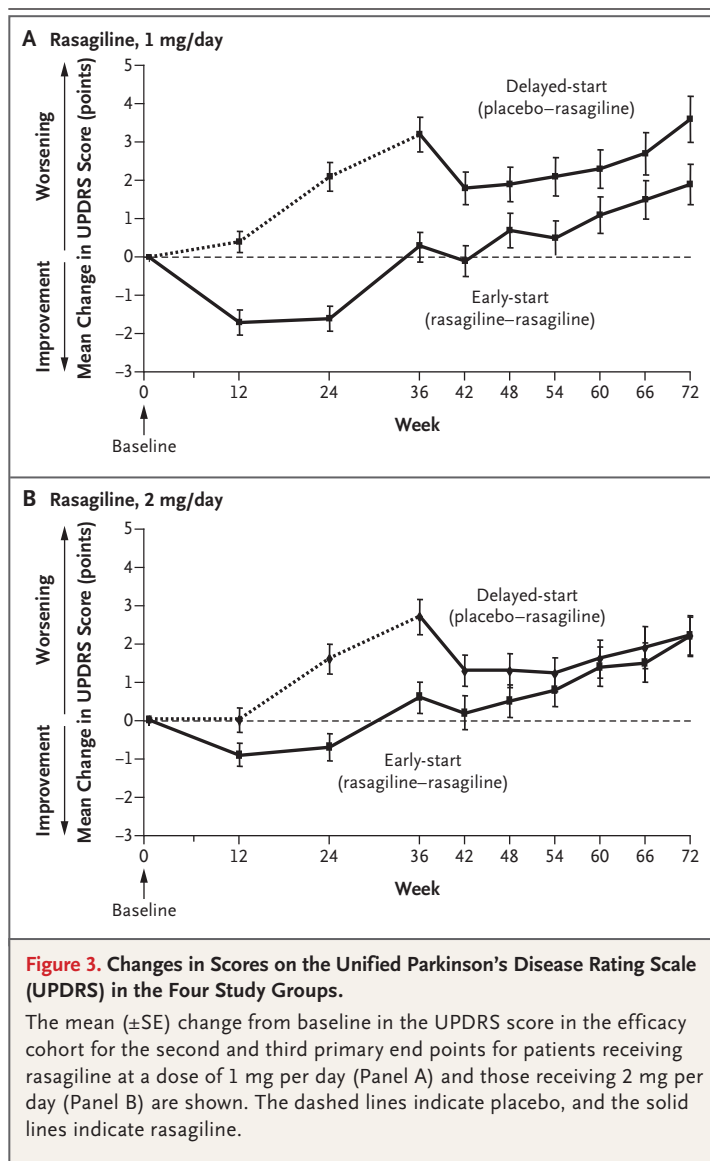 A Rasagiline, 1 mg/day
Worsening
Improvement
Mean Change in UPDRS Score (points)
5
4
3
2
1
0
–1
–2
–3
Delayed-start
(placebo–rasagiline)
Early-start
(rasagiline–rasagiline)
0 12 24 36 42 48 54 60 66 72
Week
Baseline
B Rasagiline, 2 mg/day
Worsening
Improvement
Mean Change in UPDRS Score (points)
5
4
3
2
1
0
–1
–2
–3
Delayed-start
(placebo–rasagiline)
Early-start
(rasagiline–rasagiline)
0 12 24 36 42 48 54 60 66 72
Week
Baseline
Figure 3. Changes in Scores on the Unified Parkinson's Disease Rating Scale
(UPDRS) in the Four Study Groups.
The mean (±SE) change from baseline in the UPDRS score in the efficacy
cohort for the second and third primary end points for patients receiving
rasagiline at a dose of 1 mg per day (Panel A) and those receiving 2 mg per
day (Panel B) are shown. The dashed lines indicate placebo, and the solid
lines indicate rasagiline.